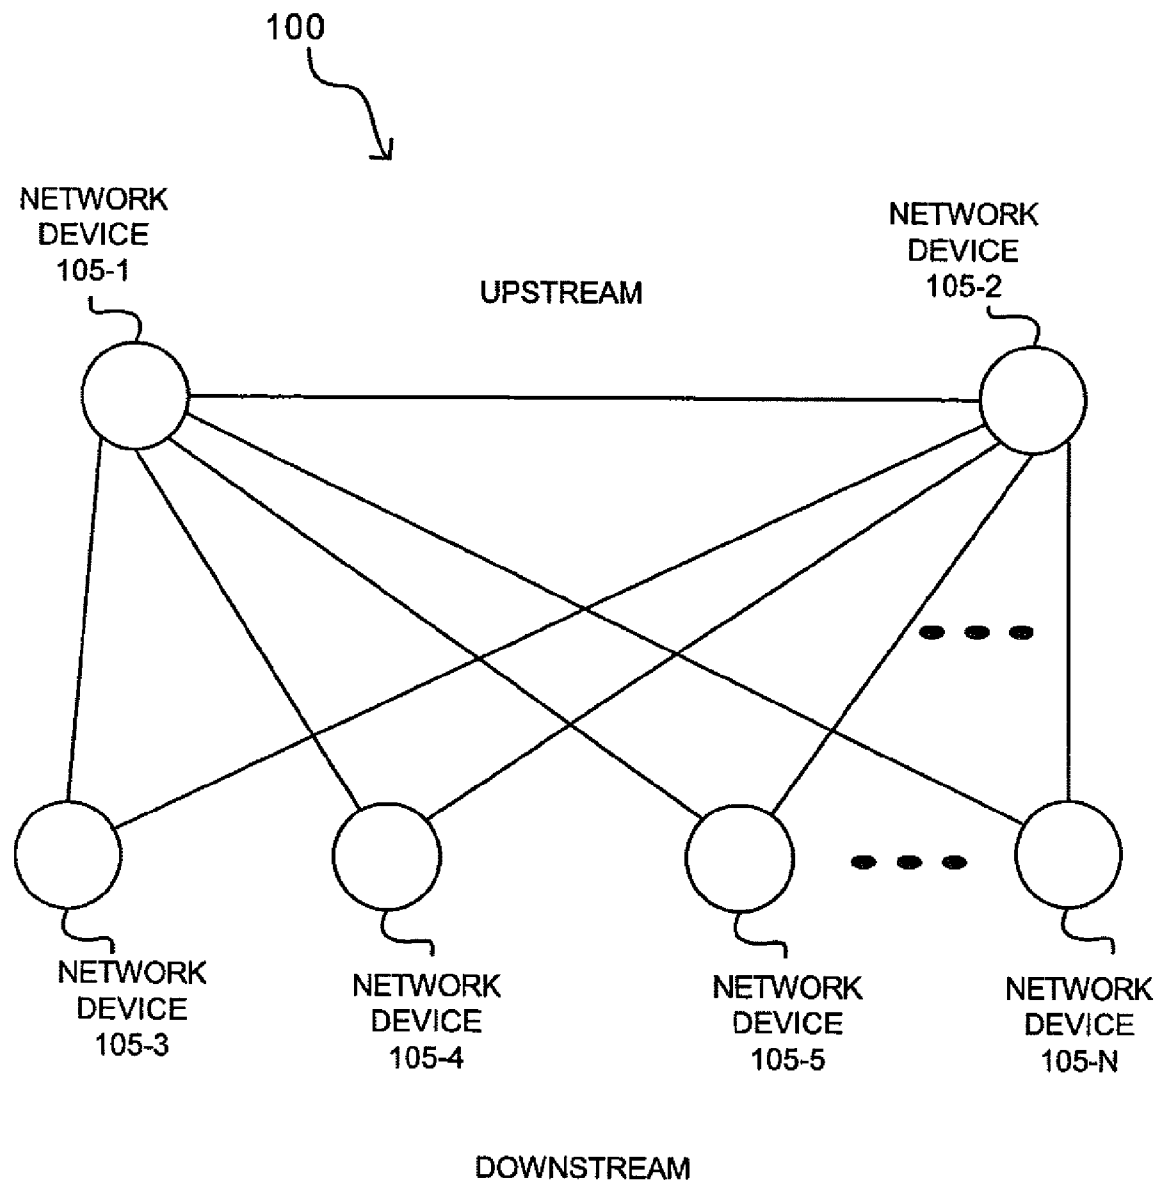 100
NETWORK
DEVICE
105-1
NETWORK
DEVICE
105-2
UPSTREAM
NETWORK
DEVICE
105-3
NETWORK
DEVICE
105-4
NETWORK
DEVICE
105-5
NETWORK
DEVICE
105-N
DOWNSTREAM